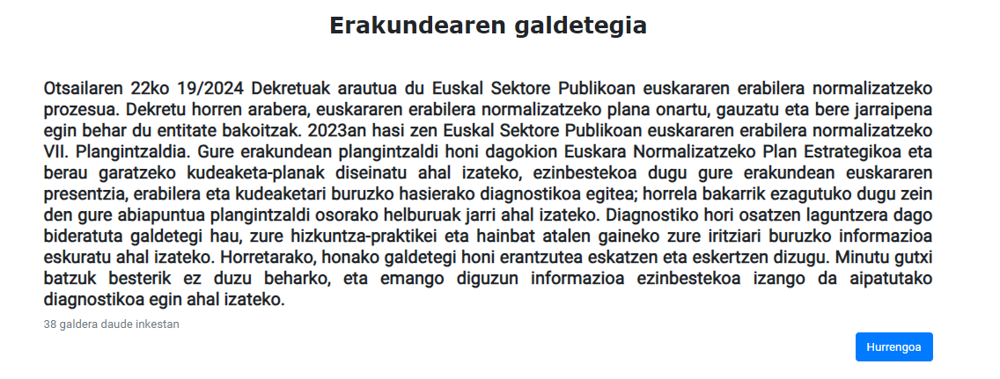 Erakundearen galdetegia
Otsailaren 22ko 19/2024 Dekretuak arautua du Euskal Sektore Publikoan euskararen erabilera normalizatzeko
prozesua. Dekretu horren arabera, euskararen erabilera normalizatzeko plana onartu, gauzatu eta bere jarraipena
egin behar du entitate bakoitzak. 2023an hasi zen Euskal Sektore Publikoan euskararen erabilera normalizatzeko
VII. Plangintzaldia. Gure erakundean plangintzaldi honi dagokion Euskara Normalizatzeko Plan Estrategikoa eta
berau garatzeko kudeaketa-planak diseinatu ahal izateko, ezinbestekoa dugu gure erakundean euskararen
presentzia, erabilera eta kudeaketari buruzko hasierako diagnostikoa egitea; horrela bakarrik ezagutuko dugu zein
den gure abiapuntua plangintzaldi osorako helburuak jarri ahal izateko. Diagnostiko hori osatzen laguntzera dago
bideratuta galdetegi hau, zure hizkuntza-praktikei eta hainbat atalen gaineko zure iritziari buruzko informazioa
eskuratu ahal izateko. Horretarako, honako galdetegi honi erantzutea eskatzen eta eskertzen dizugu. Minutu gutxi
batzuk besterik ez duzu beharko, eta emango diguzun informazioa ezinbestekoa izango da aipatutako
diagnostikoa egin ahal izateko.
38 galdera daude inkestan
Hurrengoa